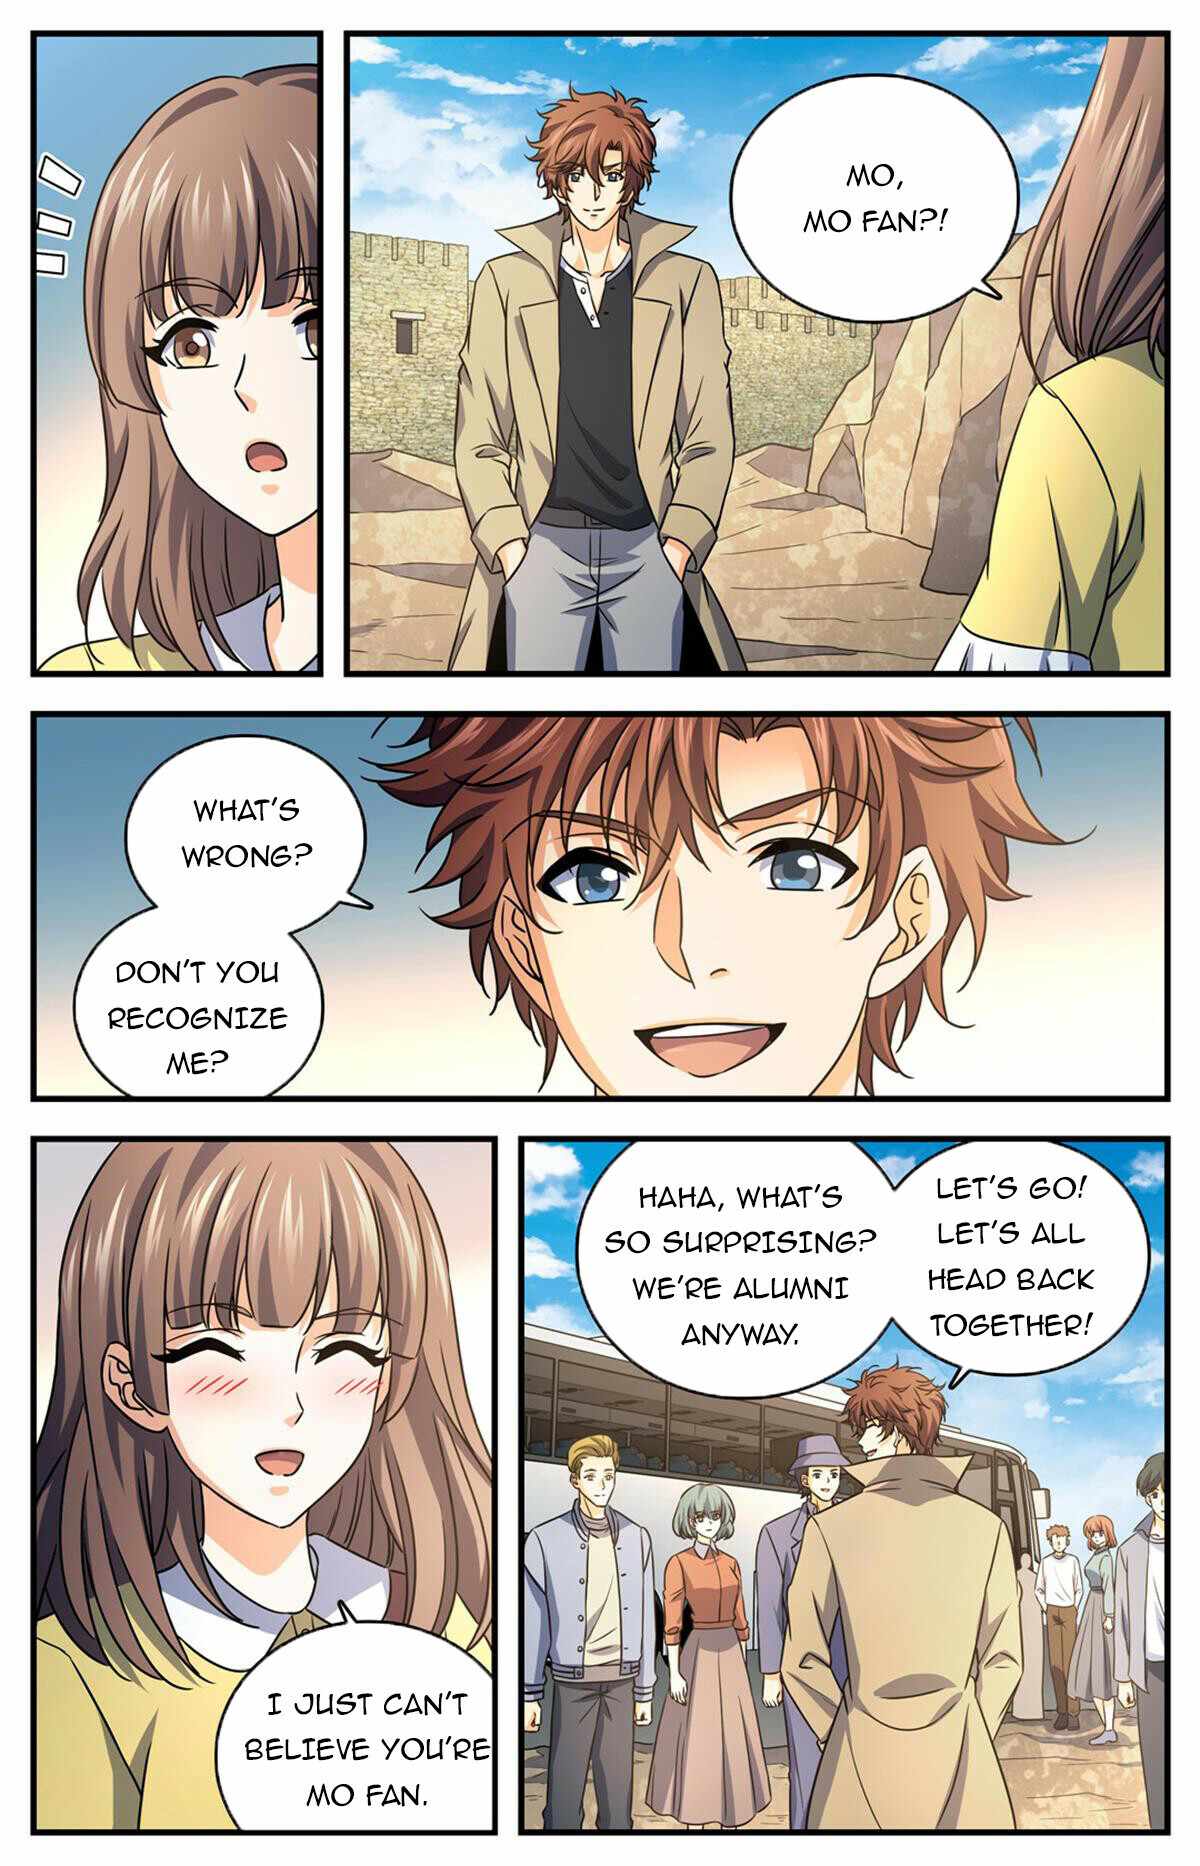 MO,
MO FAN?!
WHAT'S
WRONG?
DON'T YOU
RECOGNIZE
ME?
I JUST CAN'T
BELIEVE YOU'RE
MO FAN.
HAHA, WHAT'S
SO SURPRISING?
WE'RE ALUMNI
ANYWAY.
LET'S GO!
LET'S ALL
HEAD BACK
TOGETHER!